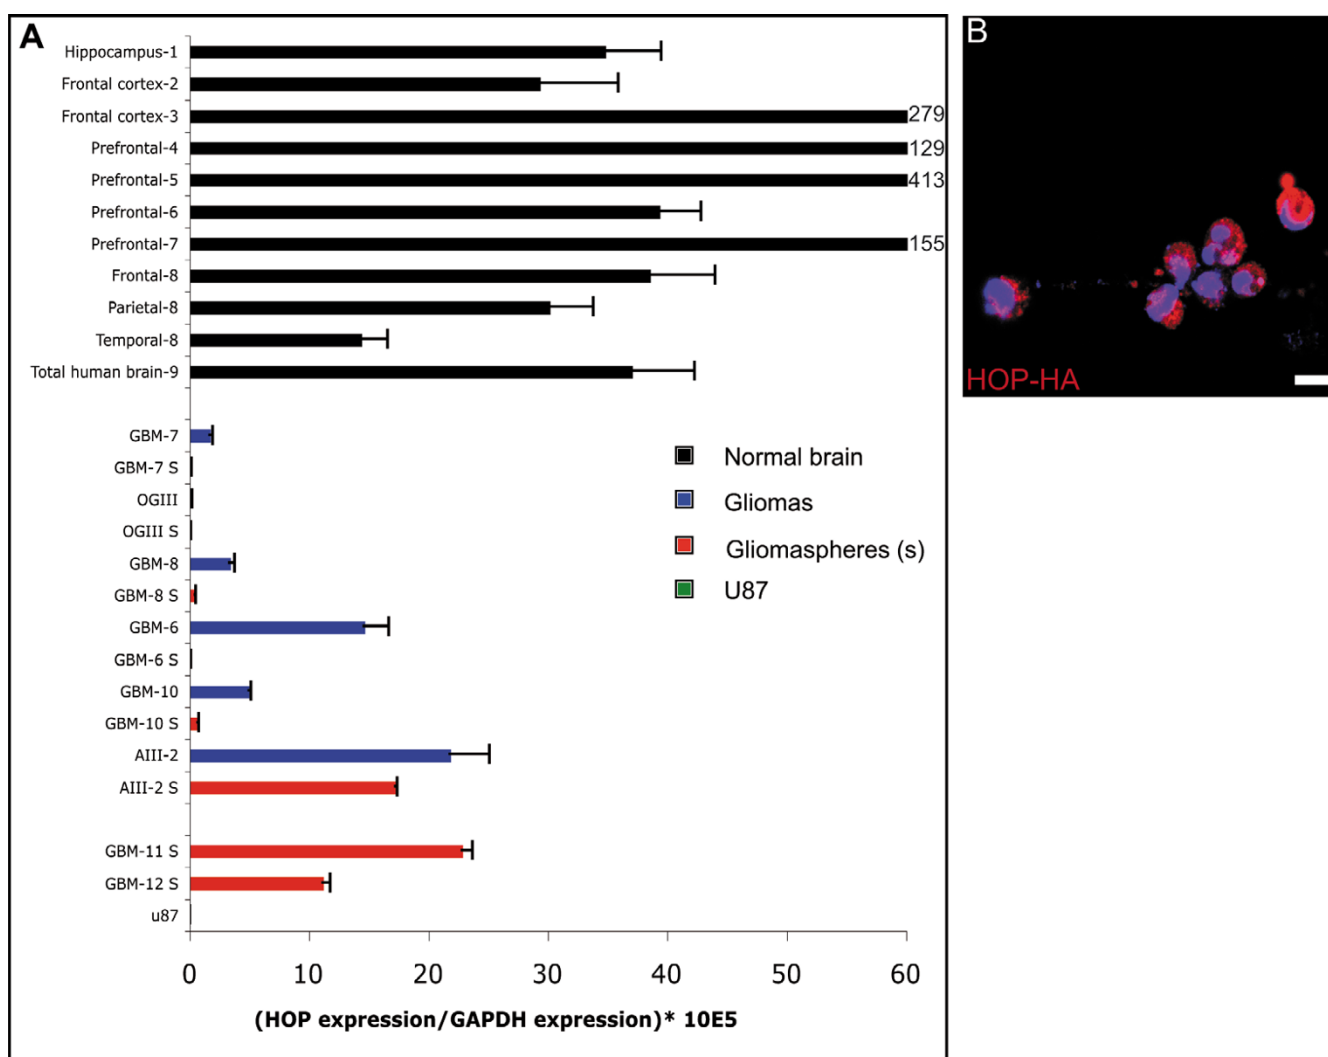 A
Hippocampus-1
Frontal cortex-2
Frontal cortex-3 279
Prefrontal-4 129
Prefrontal-5 413
Prefrontal-6
Prefrontal-7 155
Frontal-8
Parietal-8
Temporal-8
Total human brain-9
GBM-7
GBM-7 S
OGIII
OGIII S
GBM-8
GBM-8 S
GBM-6
GBM-6 S
GBM-10
GBM-10 S
AIII-2
AIII-2 S
GBM-11 S
GBM-12 S
u87
Normal brain
Gliomas
Gliomaspheres (s)
U87
0 10 20 30 40 50 60
(HOP expression/GAPDH expression)* 10E5
B
HOP-HA